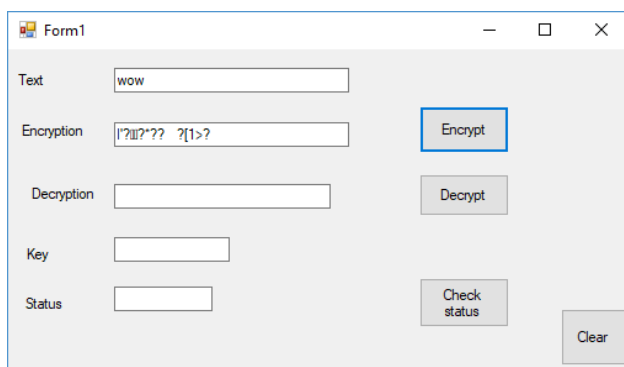 Form1
Text
wow
Encryption
Encrypt
Decryption
Decrypt
Key
Status
Check
status
Clear